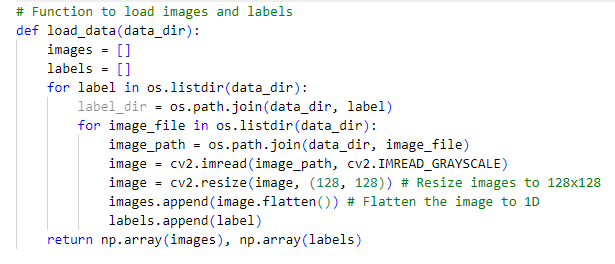 # Function to load images and labels
def load_data(data_dir):
    images = []
    labels = []
    for label in os.listdir(data_dir):
        label_dir = os.path.join(data_dir, label)
        for image_file in os.listdir(data_dir):
            image_path = os.path.join(data_dir, image_file)
            image = cv2.imread(image_path, cv2.IMREAD_GRAYSCALE)
            image = cv2.resize(image, (128, 128)) # Resize images to 128x128
            images.append(image.flatten()) # Flatten the image to 1D
            labels.append(label)
    return np.array(images), np.array(labels)